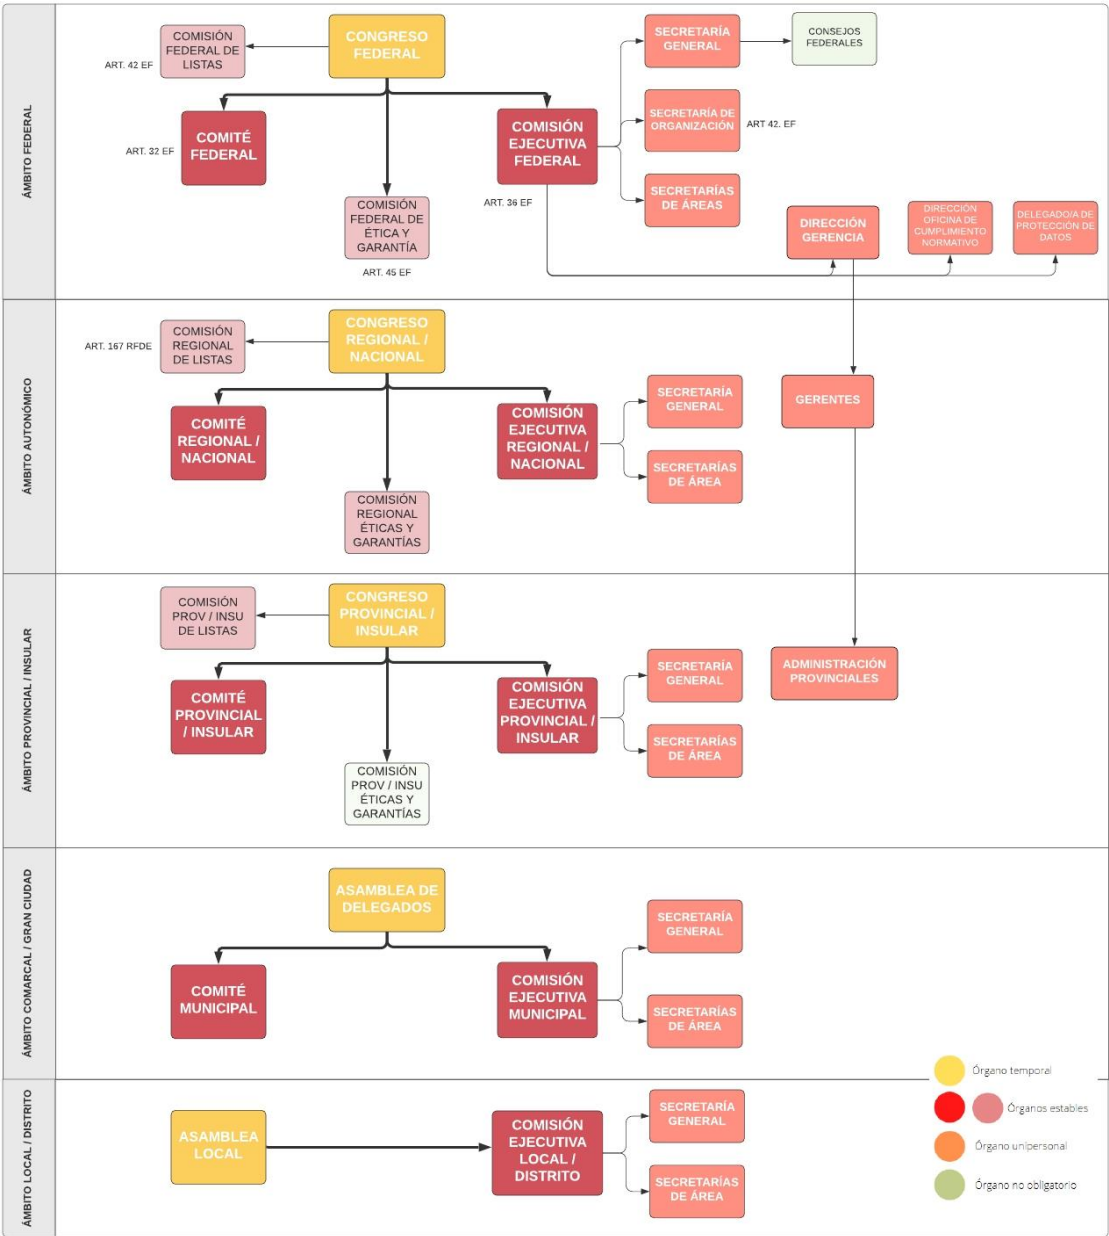 ÁMBITO FEDERAL
COMISIÓN
FEDERAL DE
LISTAS
ART. 42 EF
CONGRESO
FEDERAL
SECRETARÍA
GENERAL
CONSEJOS
FEDERALES
COMITÉ
FEDERAL
ART. 32 EF
COMISIÓN
EJECUTIVA
FEDERAL
ART. 36 EF
SECRETARÍA DE
ORGANIZACIÓN
ART 42. EF
SECRETARÍAS
DE ÁREAS
COMISIÓN
FEDERAL DE
ÉTICA Y
GARANTÍA
ART. 45 EF
DIRECCIÓN
GERENCIA
DIRECCIÓN
OFICINA DE
CUMPLIMIENTO
NORMATIVO
DELEGADO/A DE
PROTECCIÓN DE
DATOS
ÁMBITO AUTONÓMICO
ART. 167 RFDE
COMISIÓN
REGIONAL
DE LISTAS
CONGRESO
REGIONAL /
NACIONAL
COMITÉ
REGIONAL /
NACIONAL
COMISIÓN
EJECUTIVA
REGIONAL /
NACIONAL
SECRETARÍA
GENERAL
SECRETARÍAS
DE ÁREA
GERENTES
COMISIÓN
REGIONAL
ÉTICAS Y
GARANTÍAS
ÁMBITO PROVINCIAL / INSULAR
COMISIÓN
PROV / INSU
DE LISTAS
CONGRESO
PROVINCIAL /
INSULAR
COMITÉ
PROVINCIAL
/ INSULAR
COMISIÓN
EJECUTIVA
PROVINCIAL /
INSULAR
SECRETARÍA
GENERAL
SECRETARÍAS
DE ÁREA
ADMINISTRACIÓN
PROVINCIALES
COMISIÓN
PROV / INSU
ÉTICAS Y
GARANTÍAS
ÁMBITO COMARCAL / GRAN CIUDAD
ASAMBLEA DE
DELEGADOS
COMITÉ
MUNICIPAL
COMISIÓN
EJECUTIVA
MUNICIPAL
SECRETARÍA
GENERAL
SECRETARÍAS
DE ÁREA
ÁMBITO LOCAL / DISTRITO
ASAMBLEA
LOCAL
COMISIÓN
EJECUTIVA
LOCAL /
DISTRITO
SECRETARÍA
GENERAL
SECRETARÍAS
DE ÁREA
Órgano temporal
Órganos estables
Órgano unipersonal
Órgano no obligatorio